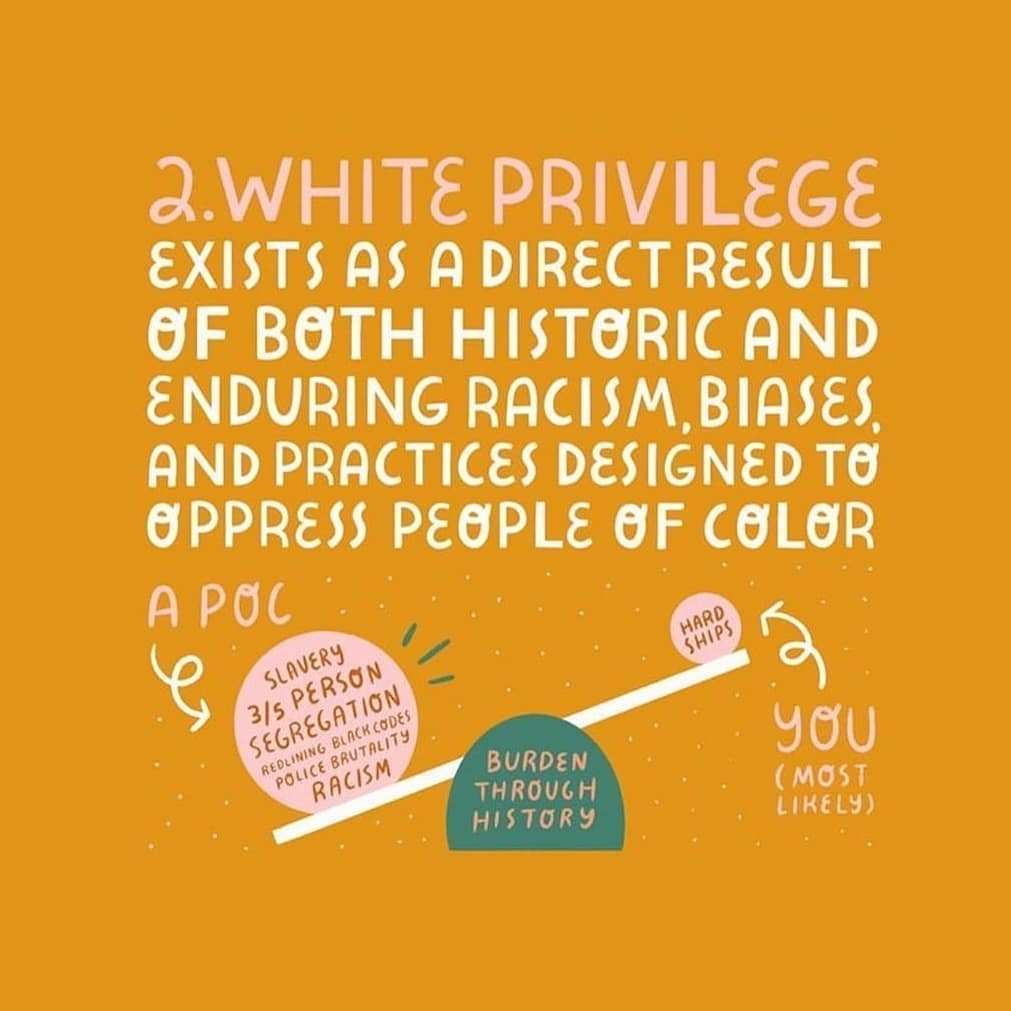 2. WHITE PRIVILEGE
EXISTS AS A DIRECT RESULT
OF BOTH HISTORIC AND
ENDURING RACISM, BIASES,
AND PRACTICES DESIGNED TO
OPPRESS PEOPLE OF COLOR
A POC
SLAVERY
3/5 PERSON
SEGREGATION
REDLINING BLACK CODES
POLICE BRUTALITY
RACISM
BURDEN
THROUGH
HISTORY
HARD
SHIPS
YOU
(MOST
LIKELY)